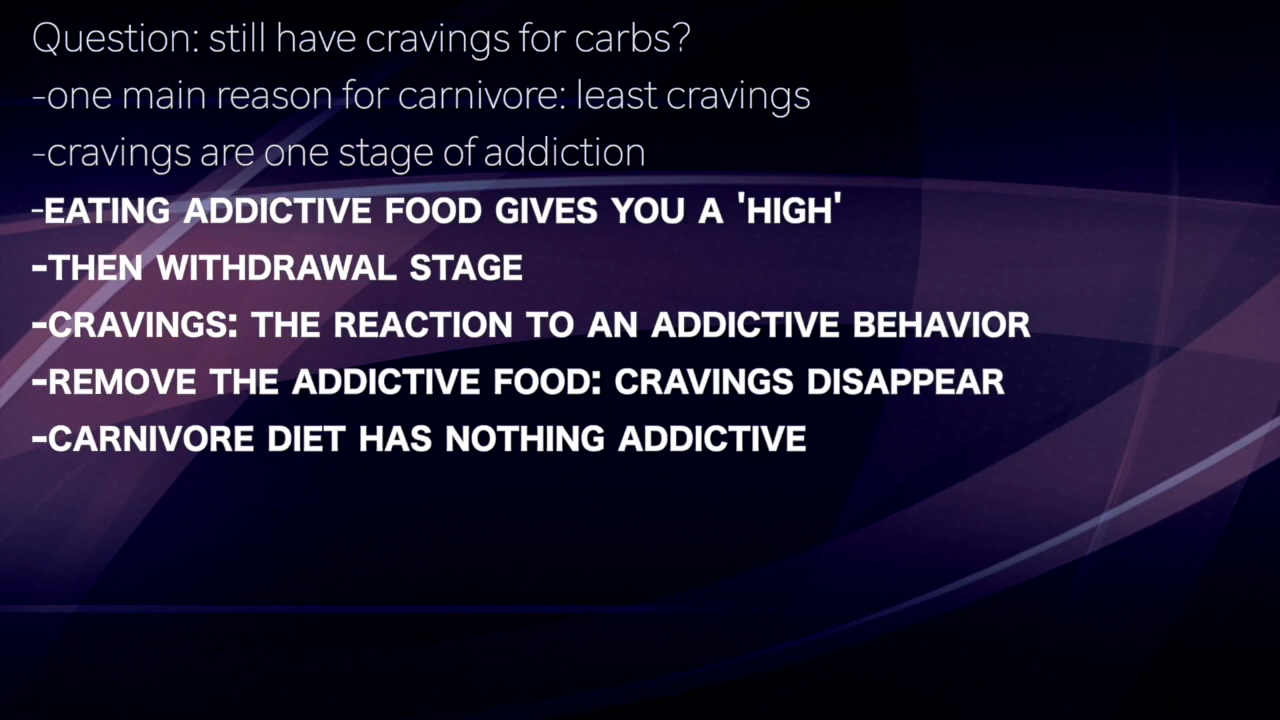 Question: still have cravings for carbs?
-one main reason for carnivore: least cravings
-cravings are one stage of addiction
-EATING ADDICTIVE FOOD GIVES YOU A 'HIGH'
-THEN WITHDRAWAL STAGE
-CRAVINGS: THE REACTION TO AN ADDICTIVE BEHAVIOR
-REMOVE THE ADDICTIVE FOOD: CRAVINGS DISAPPEAR
-CARNIVORE DIET HAS NOTHING ADDICTIVE